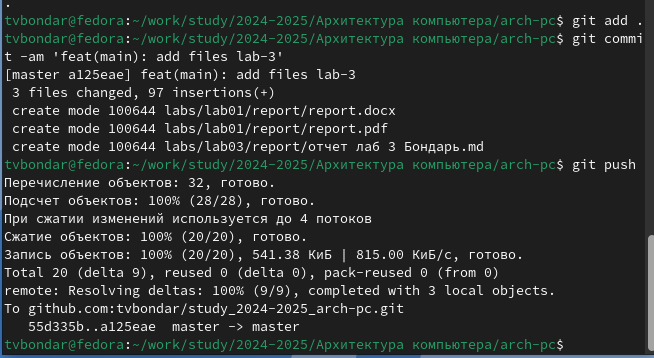 .
tvbondar@fedora:~/work/study/2024-2025/Архитектура компьютера/arch-pc$ git add .
tvbondar@fedora:~/work/study/2024-2025/Архитектура компьютера/arch-pc$ git commi
t -am 'feat(main): add files lab-3'
[master a125eae] feat(main): add files lab-3
 3 files changed, 97 insertions(+)
 create mode 100644 labs/lab01/report/report.docx
 create mode 100644 labs/lab01/report/report.pdf
 create mode 100644 labs/lab03/report/отчет лаб 3 Бондарь.md
tvbondar@fedora:~/work/study/2024-2025/Архитектура компьютера/arch-pc$ git push
Перечисление объектов: 32, готово.
Подсчет объектов: 100% (28/28), готово.
При сжатии изменений используется до 4 потоков
Сжатие объектов: 100% (20/20), готово.
Запись объектов: 100% (20/20), 541.38 КиБ | 815.00 КиБ/с, готово.
Total 20 (delta 9), reused 0 (delta 0), pack-reused 0 (from 0)
remote: Resolving deltas: 100% (9/9), completed with 3 local objects.
To github.com:tvbondar/study_2024-2025_arch-pc.git
   55d335b..a125eae  master -> master
tvbondar@fedora:~/work/study/2024-2025/Архитектура компьютера/arch-pc$